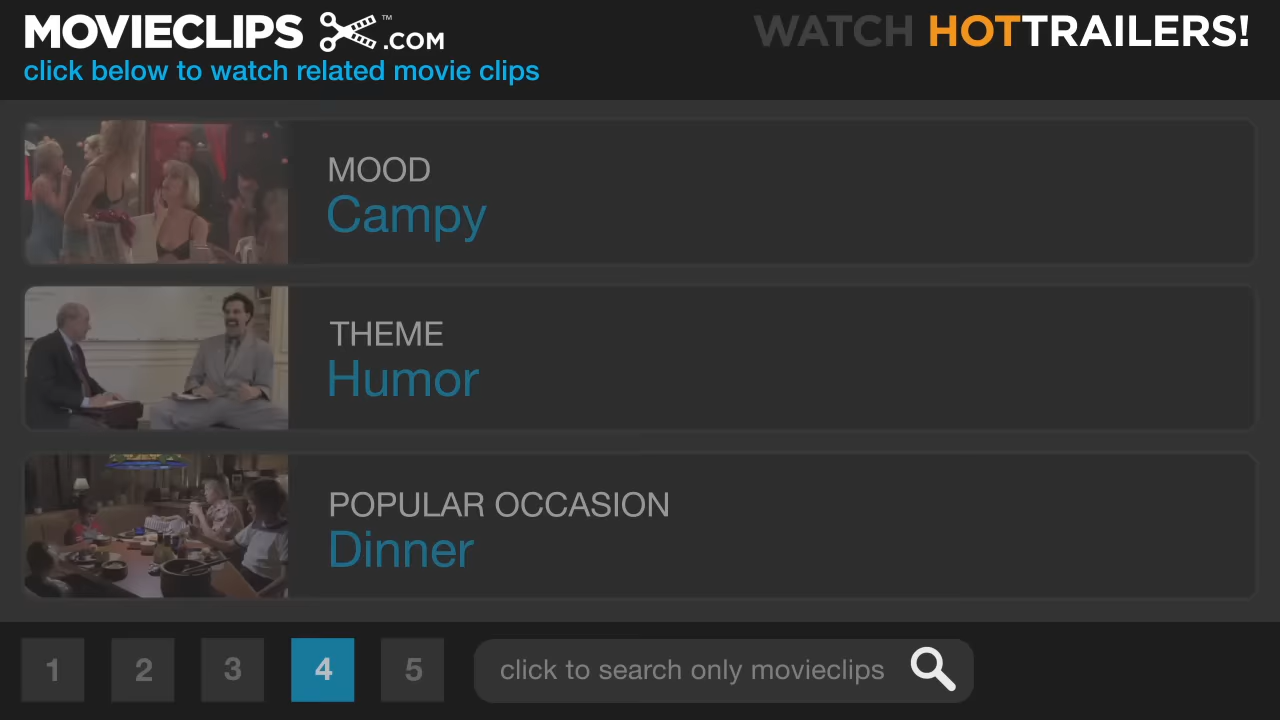 MOVIECLIPS ™.COM
WATCH HOTTRAILERS!
click below to watch related movie clips
MOOD
Campy
THEME
Humor
POPULAR OCCASION
Dinner
1 2 3 4 5
click to search only movieclips